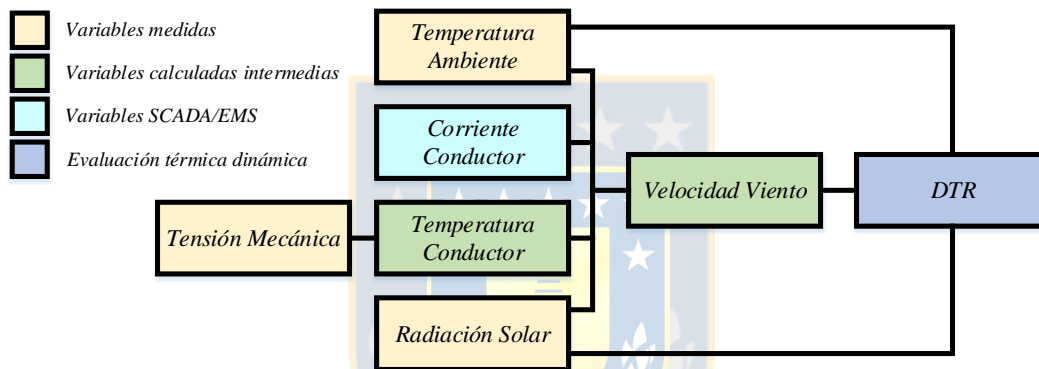 Variables medidas
Variables calculadas intermedias
Variables SCADA/EMS
Evaluación térmica dinámica
Temperatura
Ambiente
Corriente
Conductor
Velocidad Viento
DTR
Tensión Mecánica
Temperatura
Conductor
Radiación Solar